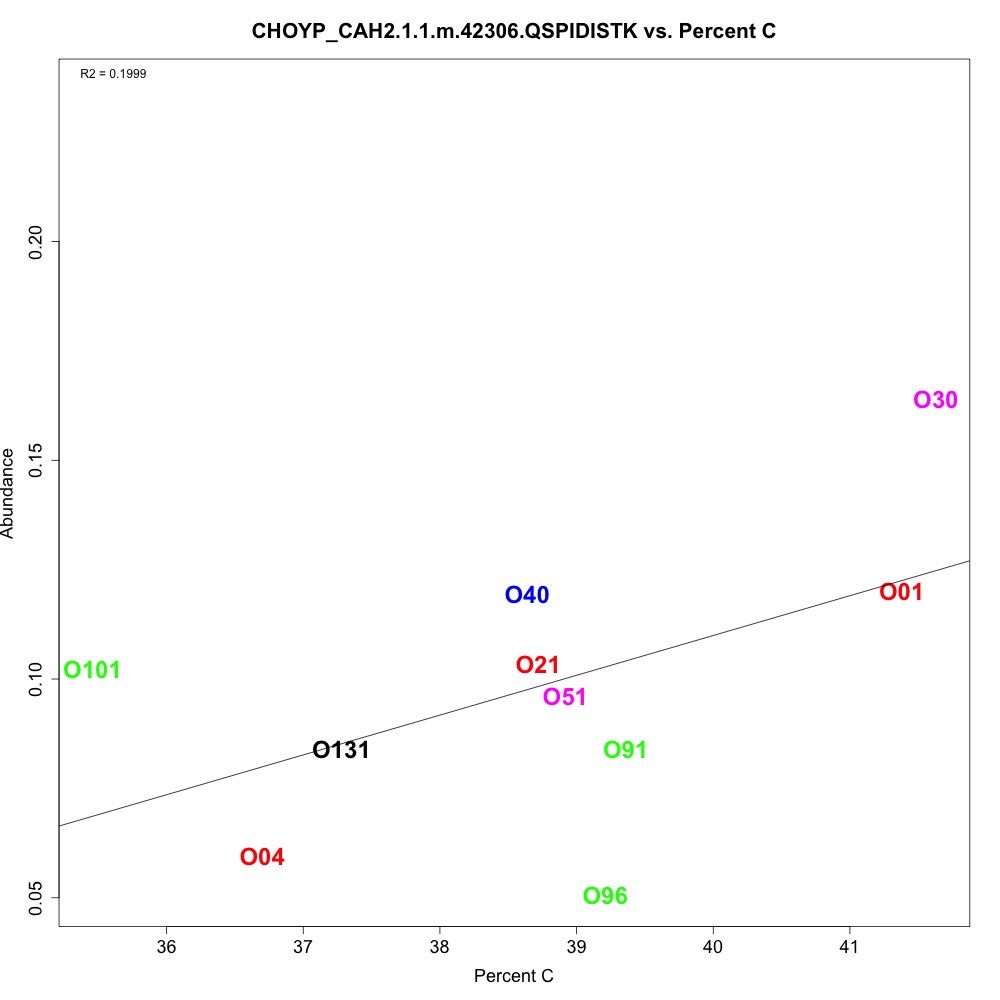 CHOYP_CAH2.1.1.m.42306.QSPIDISTK vs. Percent C
R2 = 0.1999
0.20
O30
0.15
Abundance
O40
O01
O101
O21
0.10
O51
O131
O91
O04
O96
0.05
36 37 38 39 40 41
Percent C